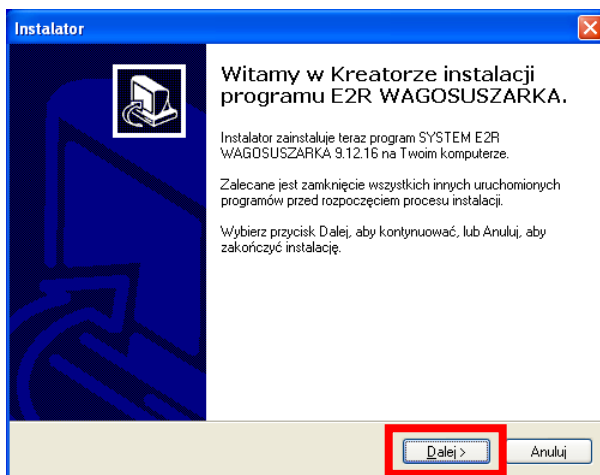 Instalator
Witamy w Kreatorze instalacji
programu E2R WAGOSUSZARKA.
Instalator zainstaluje teraz program SYSTEM E2R
WAGOSUSZARKA 9.12.16 na Twoim komputerze.
Zalecane jest zamknięcie wszystkich innych uruchomionych
programów przed rozpoczęciem procesu instalacji.
Wybierz przycisk Dalej, aby kontynuować, lub Anuluj, aby
zakończyć instalację.
Dalej > Anuluj